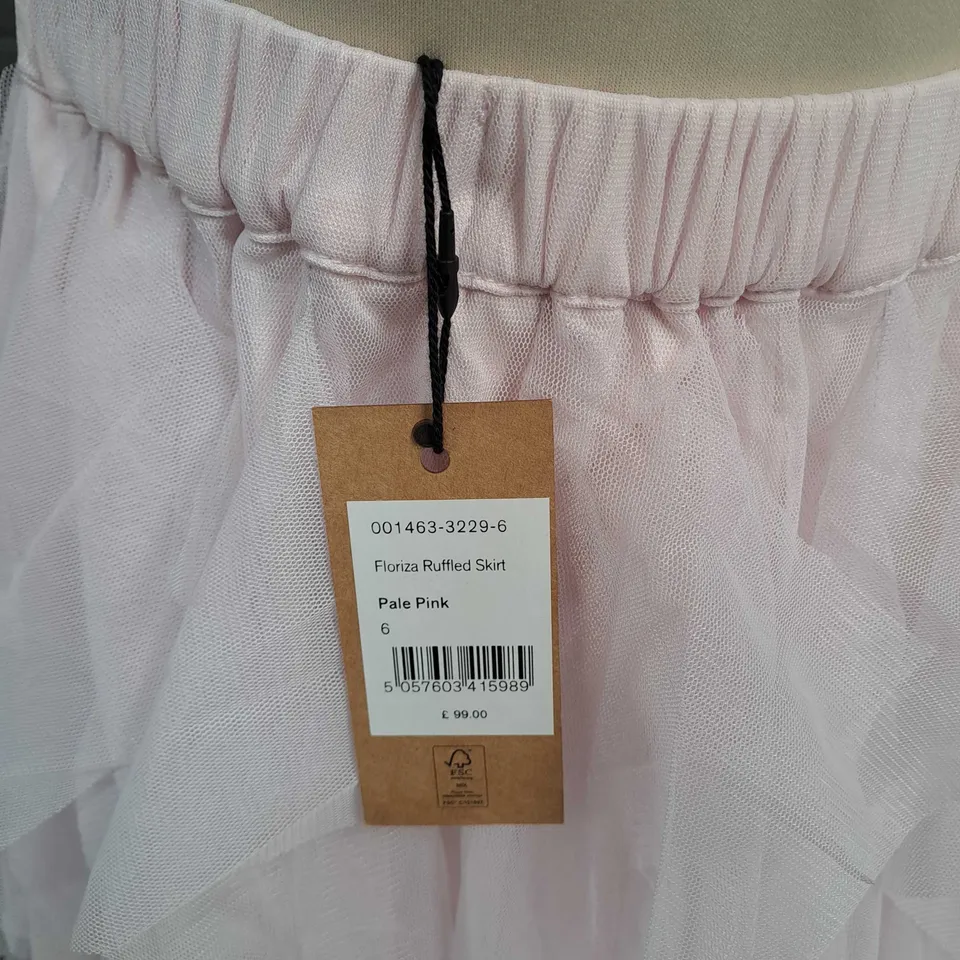 001463-3229-6
Floriza Ruffled Skirt
Pale Pink
6
5 057603 415989
£ 99.00
FSC